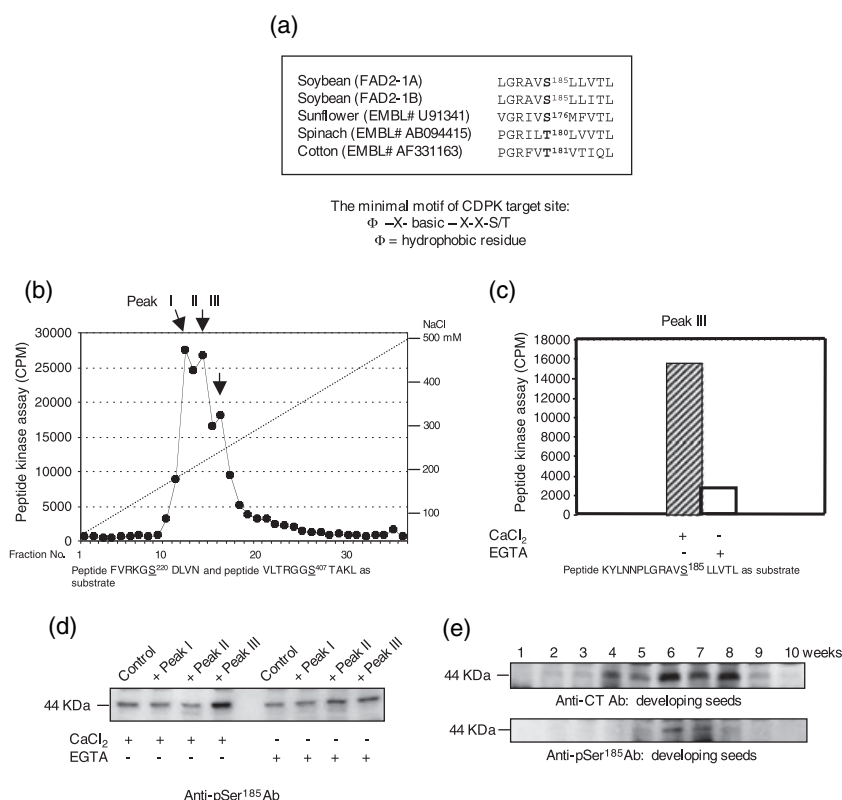 (a)
Soybean (FAD2-1A) LGRAVS185LLVTL
Soybean (FAD2-1B) LGRAVS185LLITL
Sunflower (EMBL# U91341) VGRIVS176MFVTL
Spinach (EMBL# AB094415) PGRILT180LVVTL
Cotton (EMBL# AF331163) PGRFVT181VTIQL
The minimal motif of CDPK target site:
Φ –X- basic – X-X-S/T
Φ = hydrophobic residue
(b)
Peak I II III
NaCl
500 mM
400
300
200
100
30000
25000
20000
15000
10000
5000
0
Peptide kinase assay (CPM)
Fraction No. 1 10 20 30
Peptide FVRKGS220 DLVN and peptide VLTRGGS407 TAKL as
substrate
(c)
Peak III
18000
16000
14000
12000
10000
8000
6000
4000
2000
0
Peptide kinase assay (CPM)
CaCl2 + -
EGTA - +
Peptide KYLNNPLGRAVS185LLVTL as substrate
(d)
Control + Peak I + Peak II + Peak III Control + Peak I + Peak II + Peak III
44 KDa
CaCl2 + + + + - - - -
EGTA - - - - + + + +
Anti-pSer185Ab
(e)
1 2 3 4 5 6 7 8 9 10 weeks
44 KDa
Anti-CT Ab: developing seeds
44 KDa
Anti-pSer185Ab: developing seeds